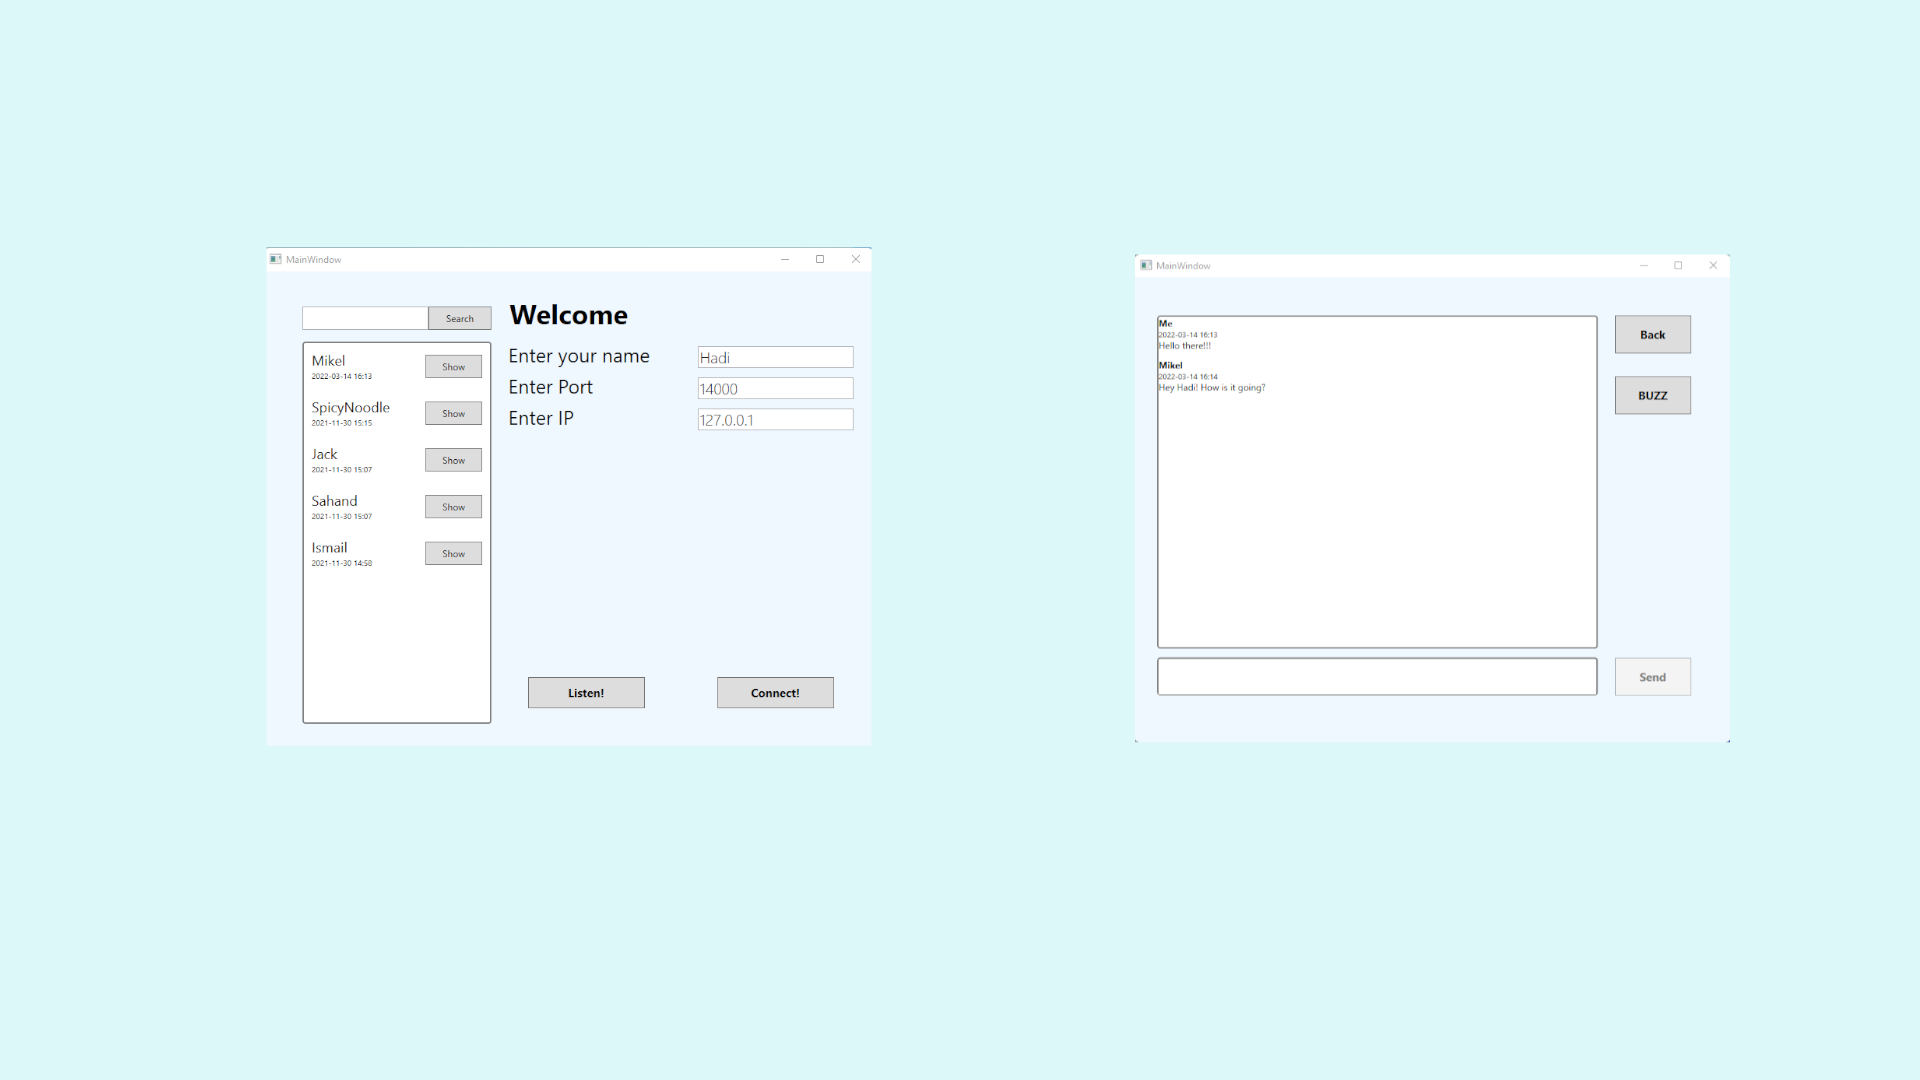 MainWindow
Search
Welcome
Mikel
2022-03-14 16:13
Show
SpicyNoodle
2021-11-30 15:15
Show
Jack
2021-11-30 15:07
Show
Sahand
2021-11-30 15:07
Show
Ismail
2021-11-30 14:58
Show
Enter your name Hadi
Enter Port 14000
Enter IP 127.0.0.1
Listen! Connect!
MainWindow
Me
2022-03-14 16:13
Hello there!!!
Mikel
2022-03-14 16:14
Hey Hadi! How is it going?
Back
BUZZ
Send